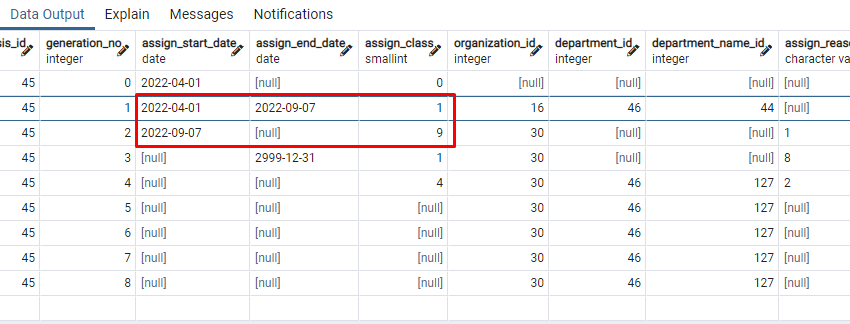 Data Output Explain Messages Notifications
sis_id generation_no assign_start_date assign_end_date assign_class organization_id department_id department_name_id assign_reas
integer date date smallint integer integer integer character va
45 0 2022-04-01 [null] 0 [null] [null] [null] [null]
45 1 2022-04-01 2022-09-07 1 16 46 44 [null]
45 2 2022-09-07 [null] 9 30 [null] [null] 1
45 3 [null] 2999-12-31 1 30 [null] [null] 8
45 4 [null] [null] 4 30 46 127 2
45 5 [null] [null] [null] 30 46 127 [null]
45 6 [null] [null] [null] 30 46 127 [null]
45 7 [null] [null] [null] 30 46 127 [null]
45 8 [null] [null] [null] 30 46 127 [null]